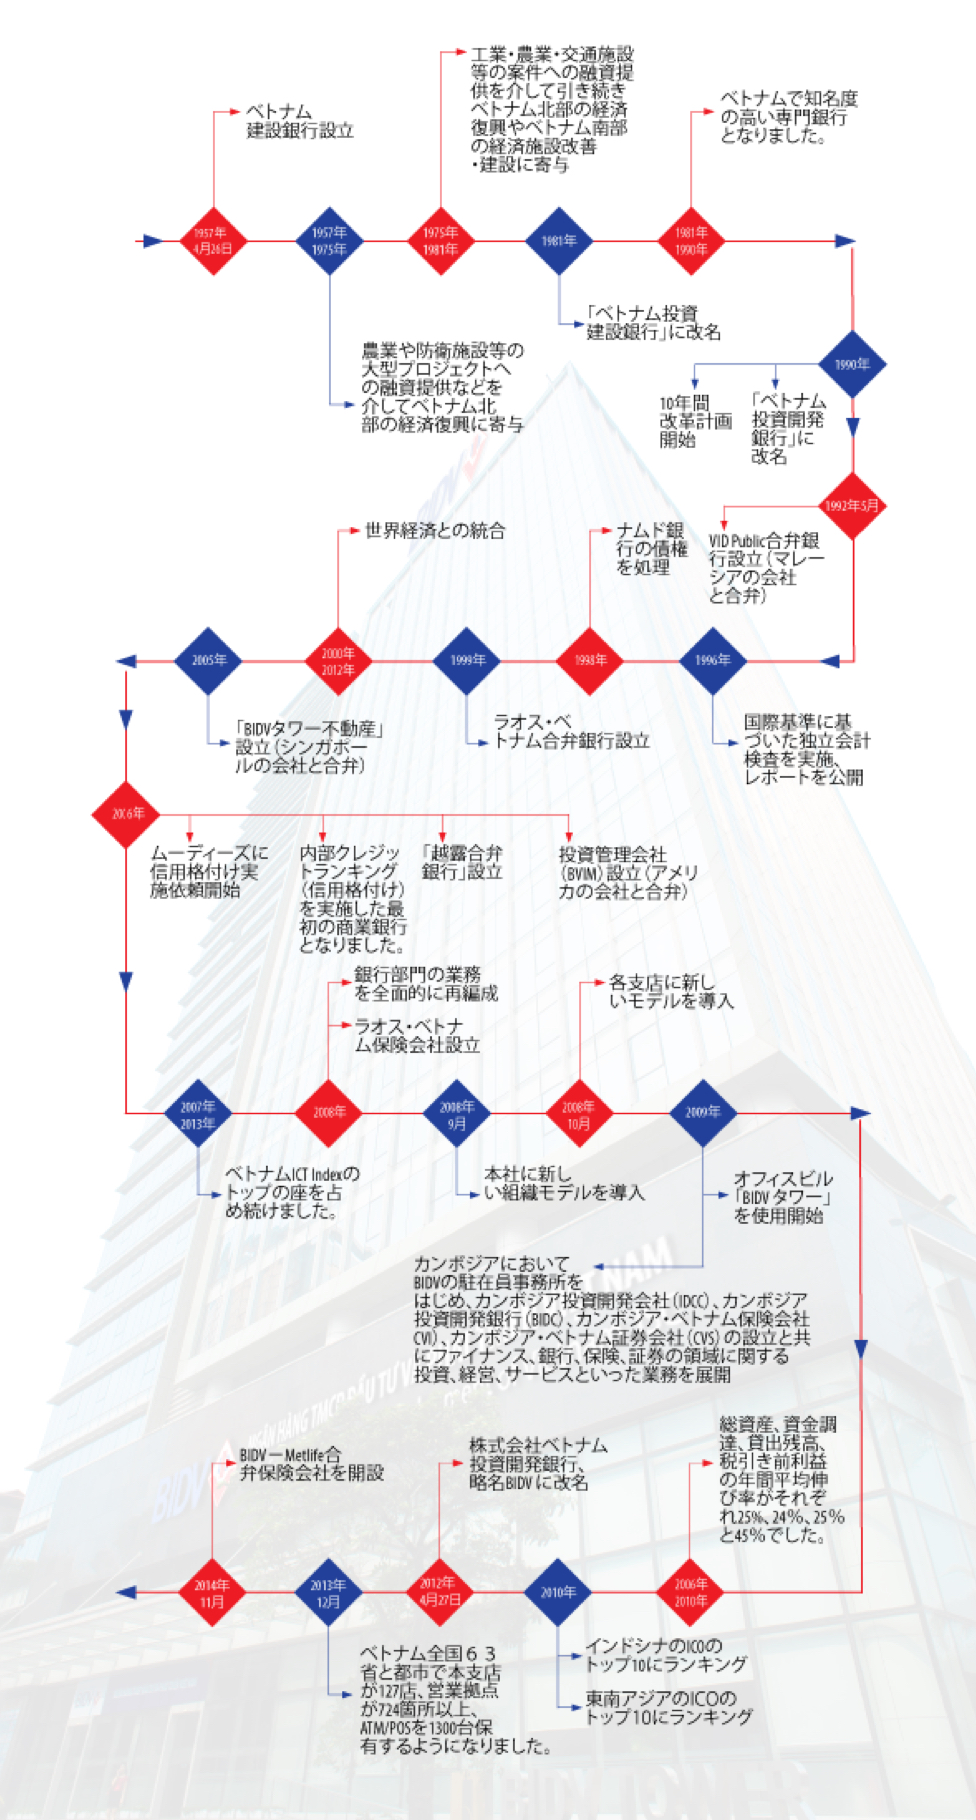 ベトナム
建設銀行設立
工業・農業・交通施設
等の案件への融資提
供を介して引き続き
ベトナム北部の経済
復興やベトナム南部
の経済施設改善
・建設に寄与
ベトナムで知名度
の高い専門銀行
となりました。
1957年
4月26日
1957年
1975年
1975年
1981年
1981年
1981年
1990年
「ベトナム投資
建設銀行」に改名
農業や防衛施設等の
大型プロジェクトへ
の融資提供などを
介してベトナム北
部の経済復興に寄与
1990年
10年間
改革計画
開始
「ベトナム
投資開発
銀行」に
改名
1992年5月
VID Public合弁銀
行設立（マレー
シアの会社
と合弁）
世界経済との統合
ナムド銀
行の債権
を処理
2005年
2000年
2012年
1999年
1998年
1996年
「BIDVタワー不動産」
設立（シンガポー
ルの会社と合弁）
ラオス・ベ
トナム合弁銀行設立
国際基準に基
づいた独立会計
検査を実施、
レポートを公開
2006年
ムーディーズに
信用格付け実
施依頼開始
内部クレジッ
トランキング
（信用格付け）
を実施した最
初の商業銀行
となりました。
「越露合弁
銀行」設立
投資管理会社
（BVIM）設立（アメリ
カの会社と合弁）
銀行部門の業務
を全面的に再編成
ラオス・ベトナ
ム保険会社設立
各支店に新し
いモデルを導入
2007年
2013年
2008年
2008年
9月
2008年
10月
2009年
ベトナムICT Indexの
トップの座を占
め続けました。
本社に新し
い組織モデルを導入
オフィスビル
「BIDV タワー」
を使用開始
カンボジアにおいて
BIDVの駐在員事務所を
はじめ、カンボジア投資開発会社（IDCC）、カンボジア
投資開発銀行（BIDC）、カンボジア・ベトナム保険会社
CVI）、カンボジア・ベトナム証券会社（CVS）の設立と共
にファイナンス、銀行、保険、証券の領域に関する
投資、経営、サービスといった業務を展開
BIDV－Metlife合
弁保険会社を開設
株式会社ベトナム
投資開発銀行、
略名BIDVに改名
総資産、資金調
達、貸出残高、
税引き前利益
の年間平均伸
び率がそれぞ
れ25%、24%、25%
と45%でした。
2014年
11月
2013年
12月
2012年
4月27日
2010年
2006年
2010年
ベトナム全国６３
省と都市で本支店
が127店、営業拠点
が724箇所以上、
ATM/POSを1300台保
有するようになりました。
インドシナのICOの
トップ10にランキング
東南アジアのICOの
トップ10にランキング